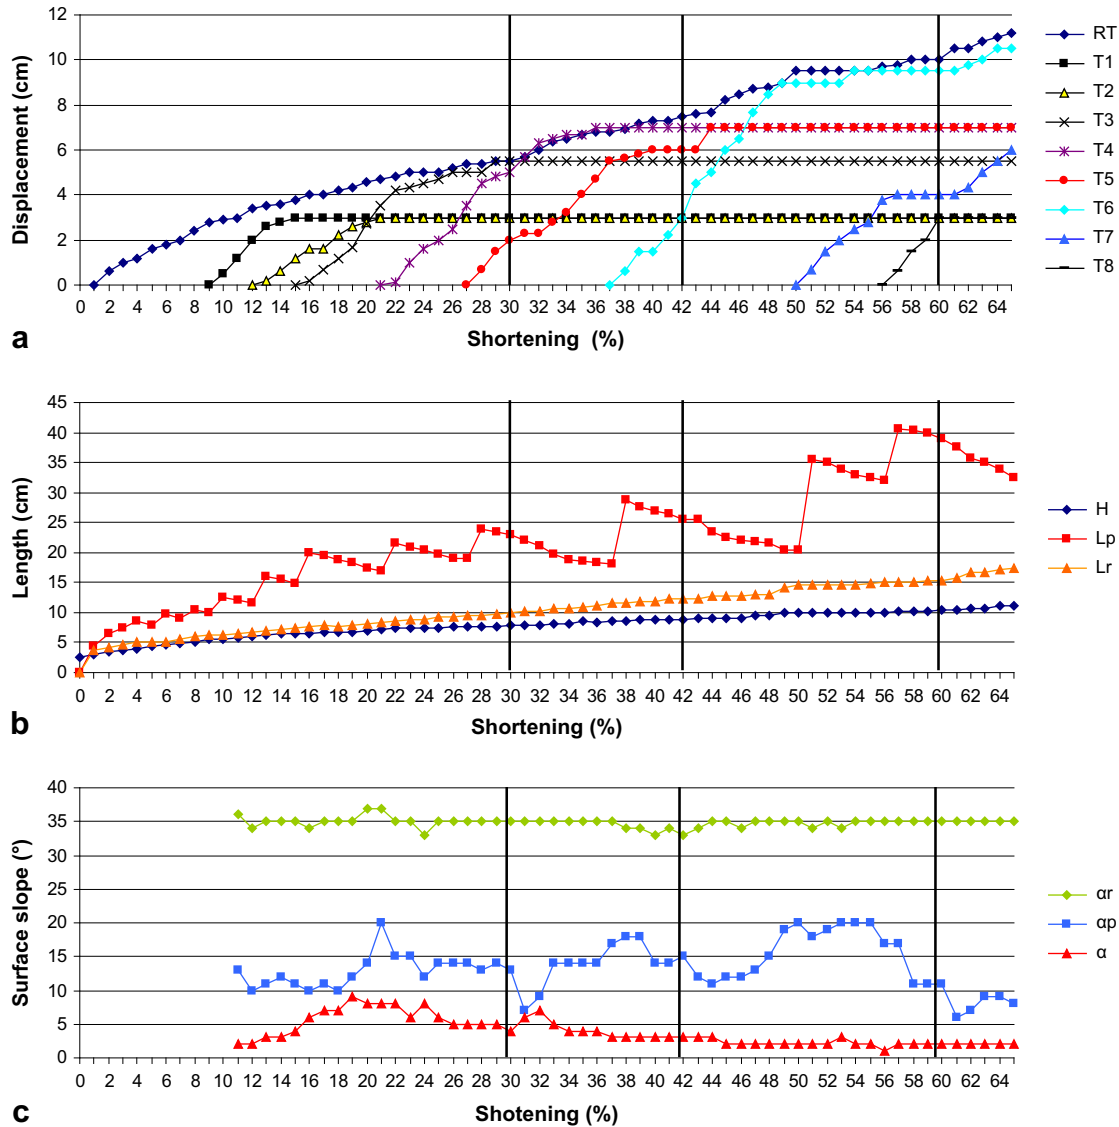 12
10
8
6
4
2
0
Displacement (cm)
0 2 4 6 8 10 12 14 16 18 20 22 24 26 28 30 32 34 36 38 40 42 44 46 48 50 52 54 56 58 60 62 64
Shortening (%)
RT
T1
T2
T3
T4
T5
T6
T7
T8
a
45
40
35
30
25
20
15
10
5
0
Length (cm)
0 2 4 6 8 10 12 14 16 18 20 22 24 26 28 30 32 34 36 38 40 42 44 46 48 50 52 54 56 58 60 62 64
Shortening (%)
H
Lp
Lr
b
40
35
30
25
20
15
10
5
0
Surface slope (°)
0 2 4 6 8 10 12 14 16 18 20 22 24 26 28 30 32 34 36 38 40 42 44 46 48 50 52 54 56 58 60 62 64
Shotening (%)
αr
αp
α
c